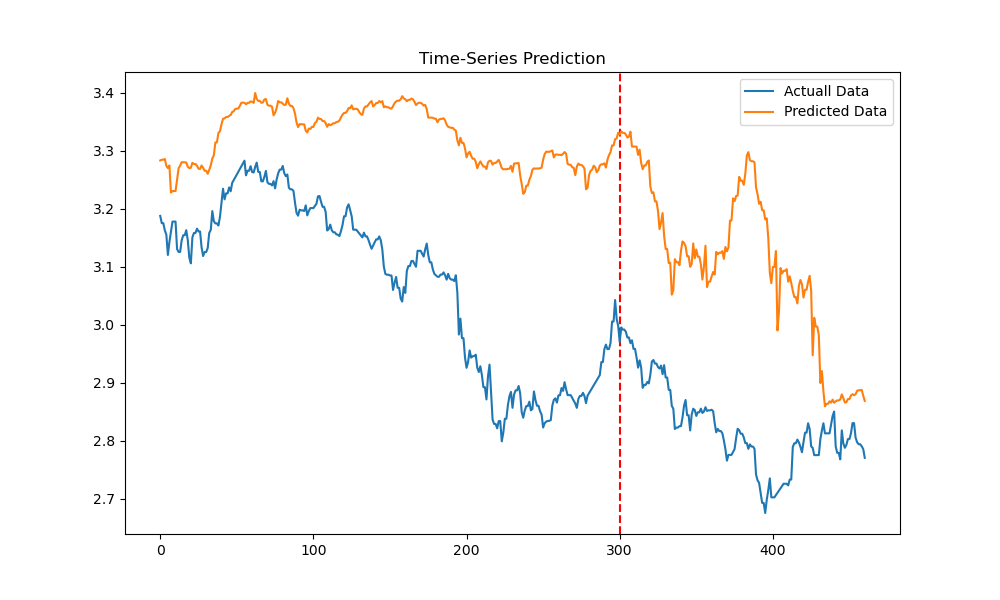 Time-Series Prediction
Actuall Data
Predicted Data
3.4
3.3
3.2
3.1
3.0
2.9
2.8
2.7
0 100 200 300 400